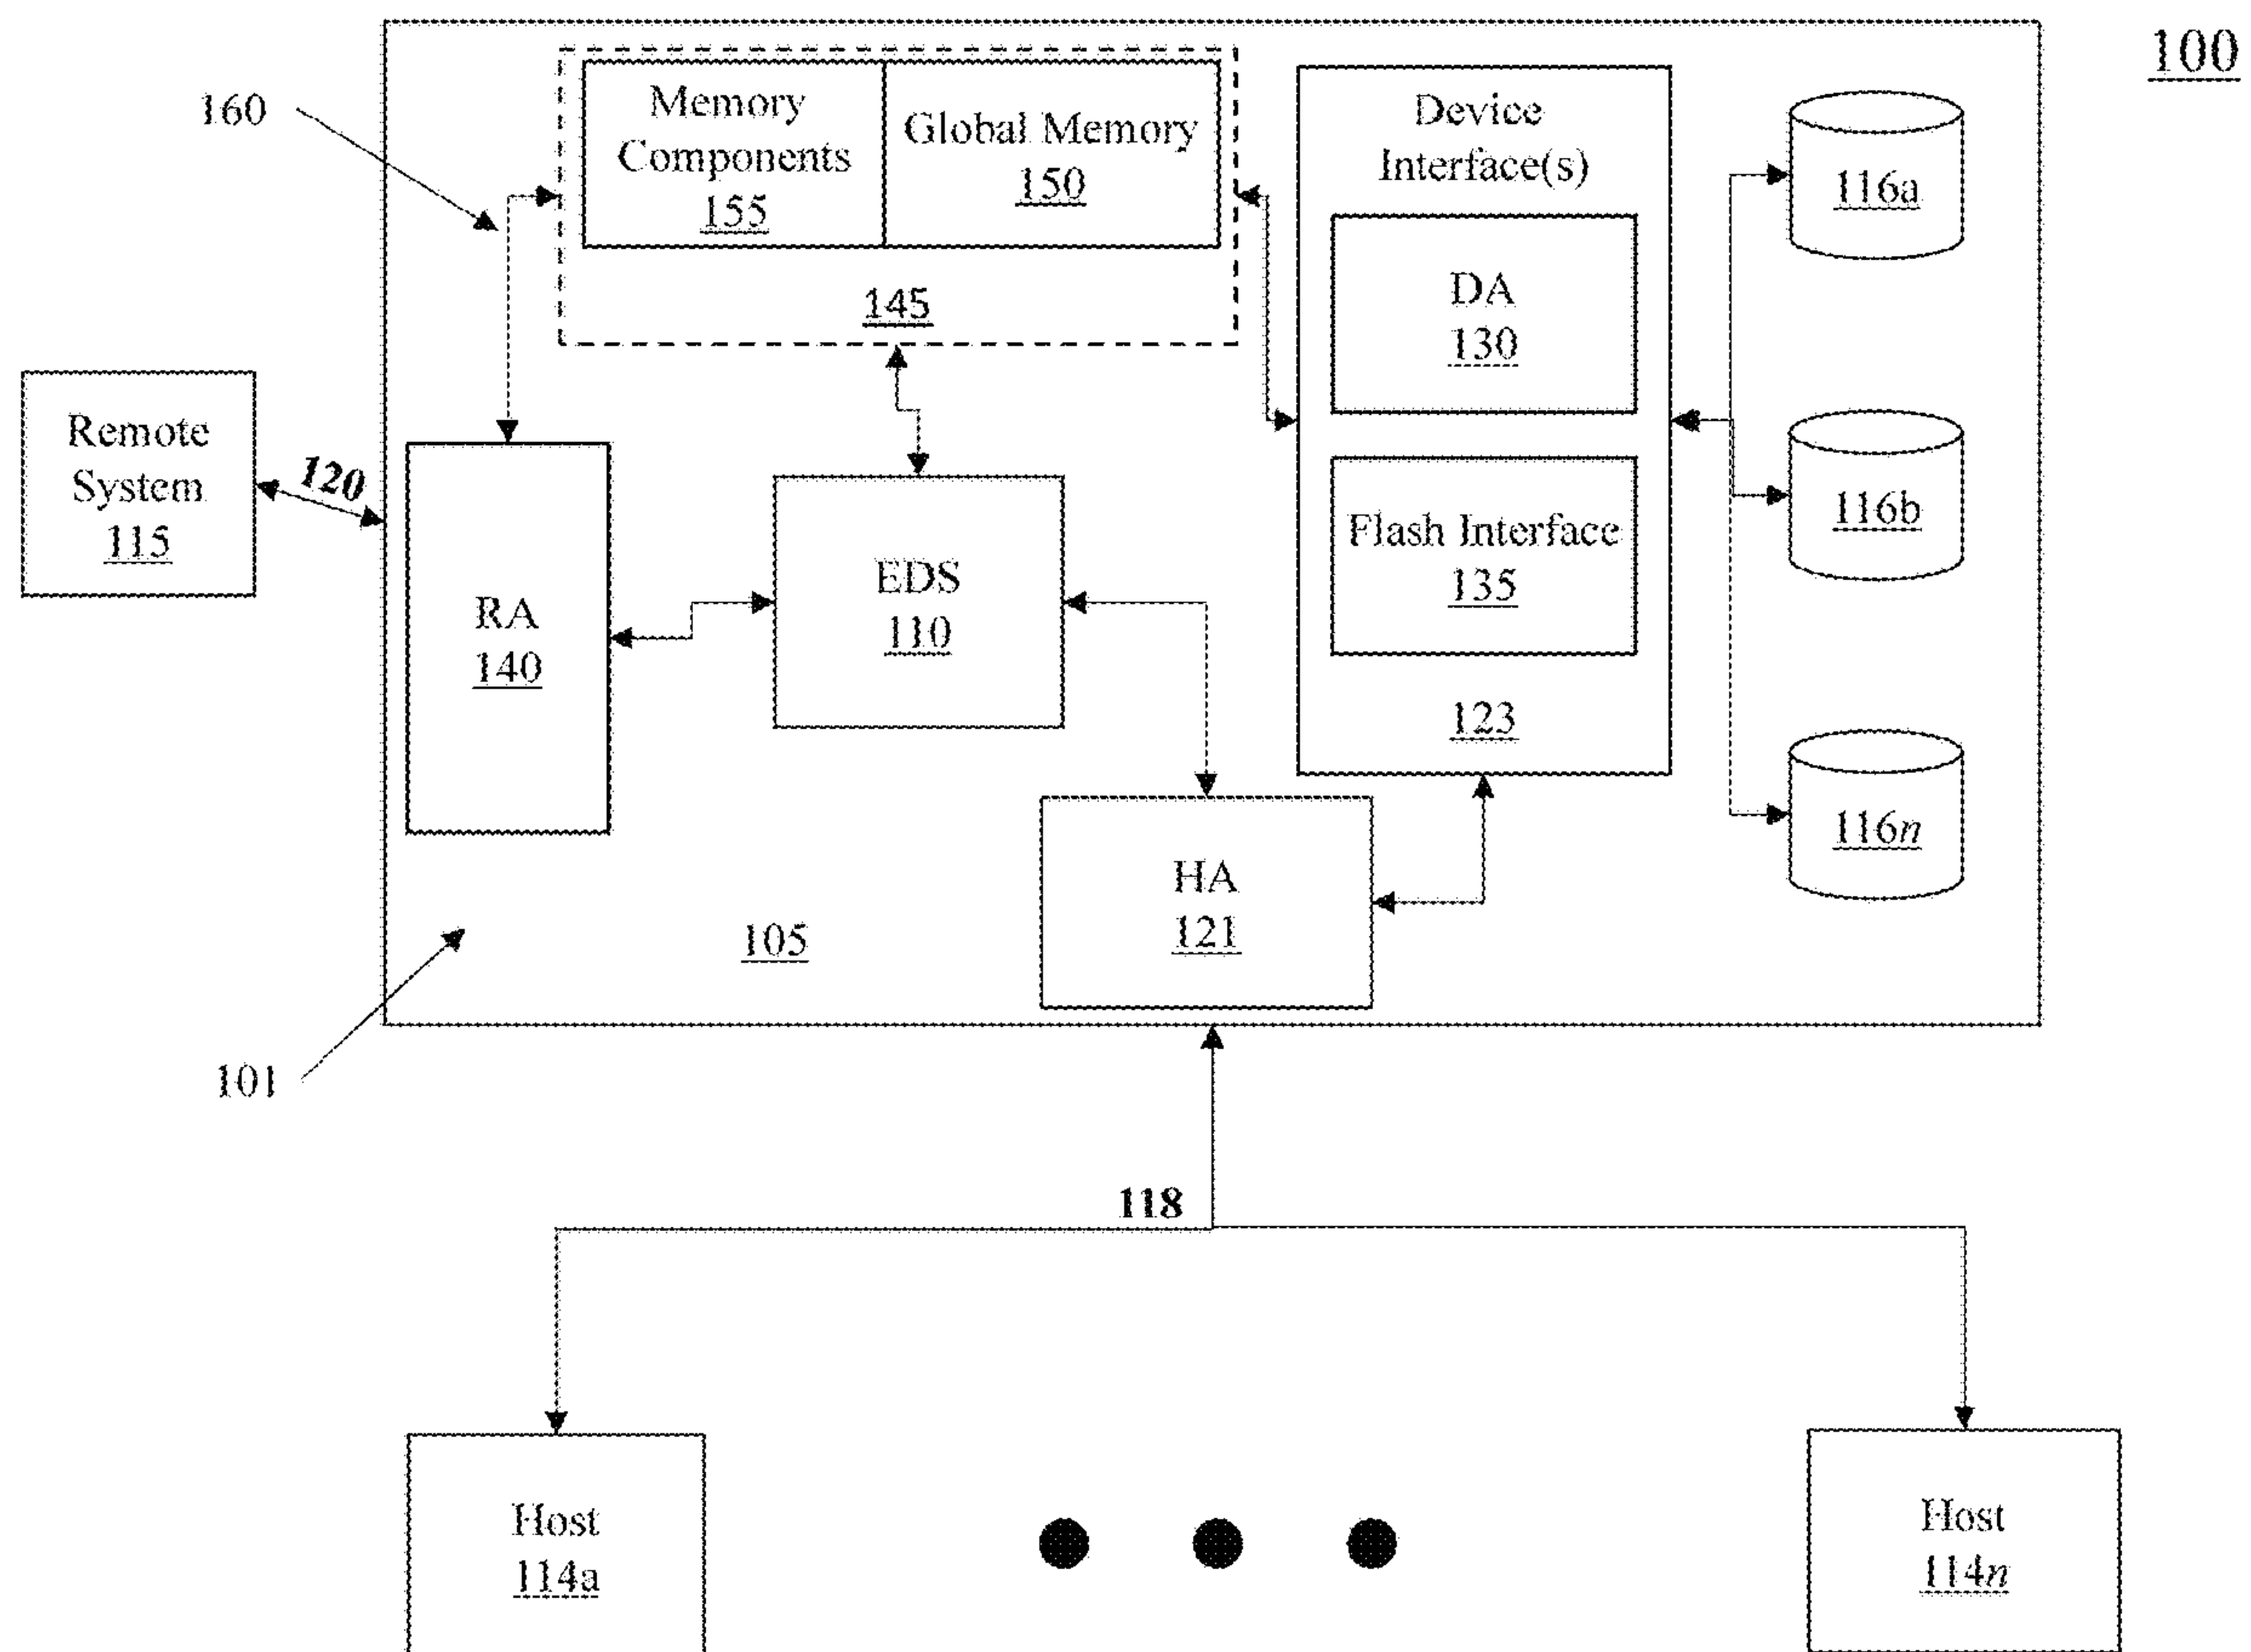 100
160
Memory
Components
155
Global Memory
150
145
Device
Interface(s)
DA
130
Flash Interface
135
123
116a
116b
116n
Remote
System
115
120
RA
140
EDS
110
HA
121
105
101
118
Host
114a
Host
114n